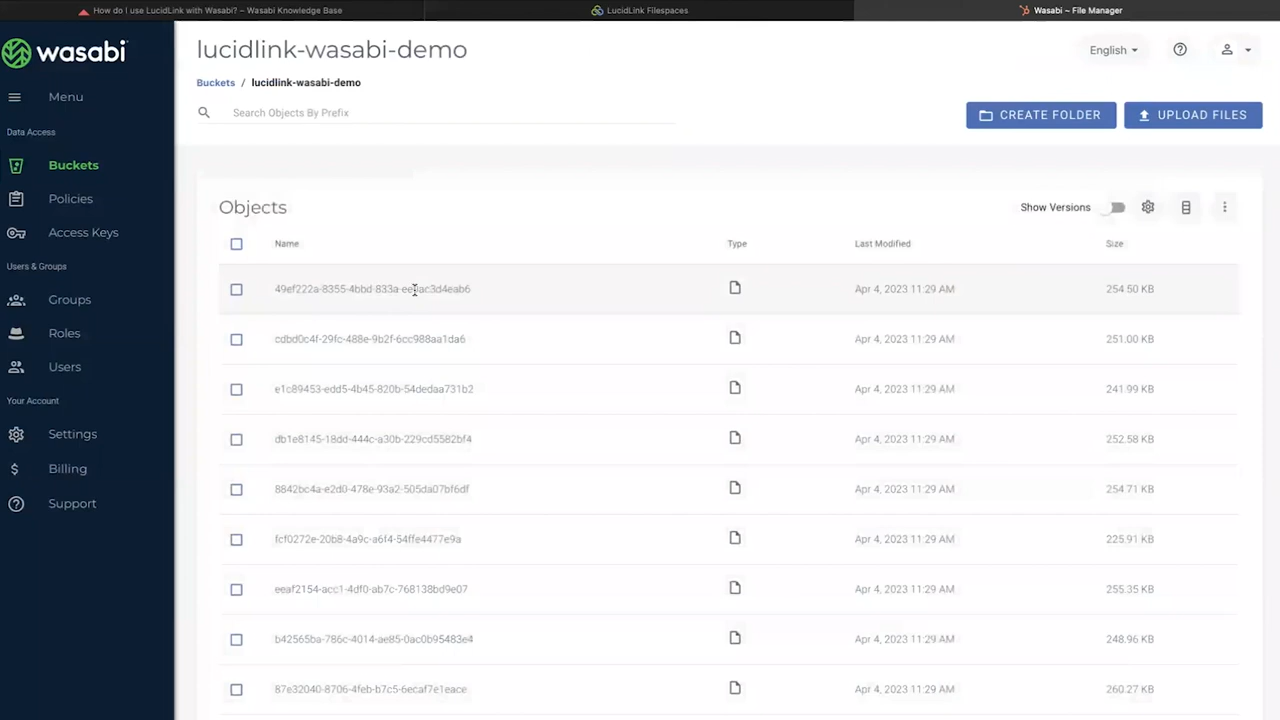 How do I use LucidLink with Wasabi? – Wasabi Knowledge Base
LucidLink Filespaces
Wasabi ~ File Manager
wasabi
Menu
Data Access
Buckets
Policies
Access Keys
Users & Groups
Groups
Roles
Users
Your Account
Settings
Billing
Support
lucidlink-wasabi-demo
English
Buckets / lucidlink-wasabi-demo
Search Objects By Prefix
CREATE FOLDER
UPLOAD FILES
Objects
Show Versions
Name Type Last Modified Size
Apr 4, 2023 11:29 AM 254.50 KB
cdbd0c4f-29fc-488e-9b2f-6cc988aa1da6 Apr 4, 2023 11:29 AM 251.00 KB
e1c89453-edd5-4b45-820b-54dedaa731b2 Apr 4, 2023 11:29 AM 241.99 KB
db1e8145-18dd-444c-a30b-229cd5582bf4 Apr 4, 2023 11:29 AM 252.58 KB
8842bc4a-e2d0-478e-93a2-505da07bf6df Apr 4, 2023 11:29 AM 254.71 KB
fcf0272e-20b8-4a9c-a6f4-54ffe4477e9a Apr 4, 2023 11:29 AM 225.91 KB
eeaf2154-acc1-4df0-ab7c-768138bd9e07 Apr 4, 2023 11:29 AM 255.35 KB
b42565ba-786c-4014-ae85-0ac0b95483e4 Apr 4, 2023 11:29 AM 248.96 KB
87e32040-8706-4feb-b7c5-6ecaf7e1eace Apr 4, 2023 11:29 AM 260.27 KB